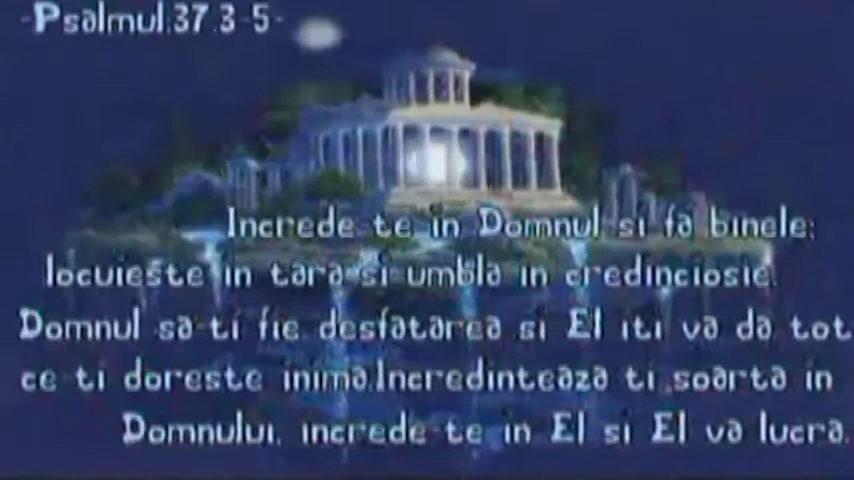 -Psalmul.37.3-5-
Increde-te in Domnul si fa binele;
locuieste in tara si umbla in credinciosie.
Domnul sa-ti fie desfatarea si El iti va da tot
ce-ti doreste inima.Incredinteaza-ti soarta in
Domnului, increde-te in El si El va lucra.